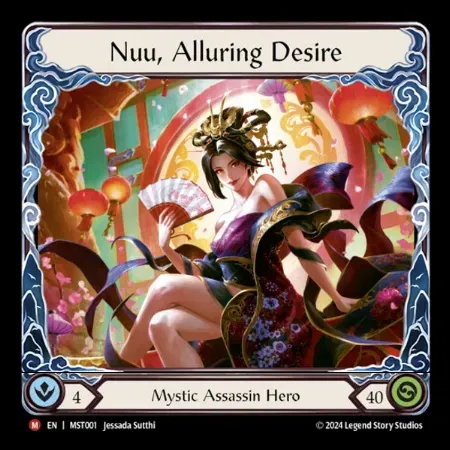 Nuu, Alluring Desire
4 Mystic Assassin Hero 40
M EN | MST001 Jessada Sutthi © 2024 Legend Story Studios